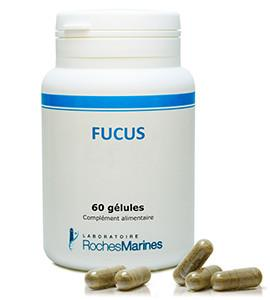 FUCUS
60 gélules
Complément alimentaire
LABORATOIRE
RochesMarines